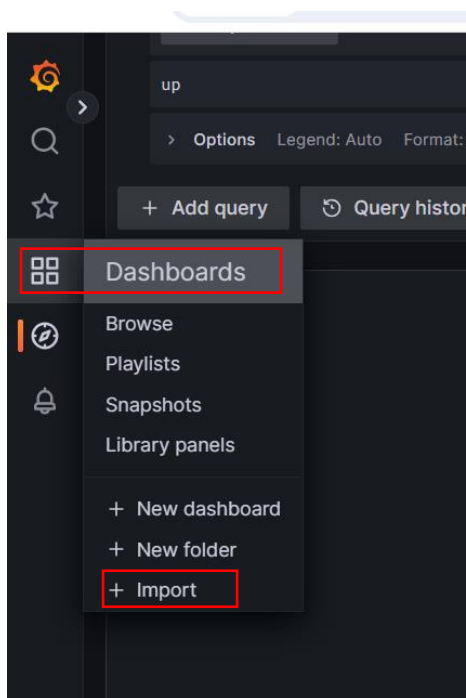 up
> Options Legend: Auto Format:
+ Add query Query histor
Dashboards
Browse
Playlists
Snapshots
Library panels
+ New dashboard
+ New folder
+ Import